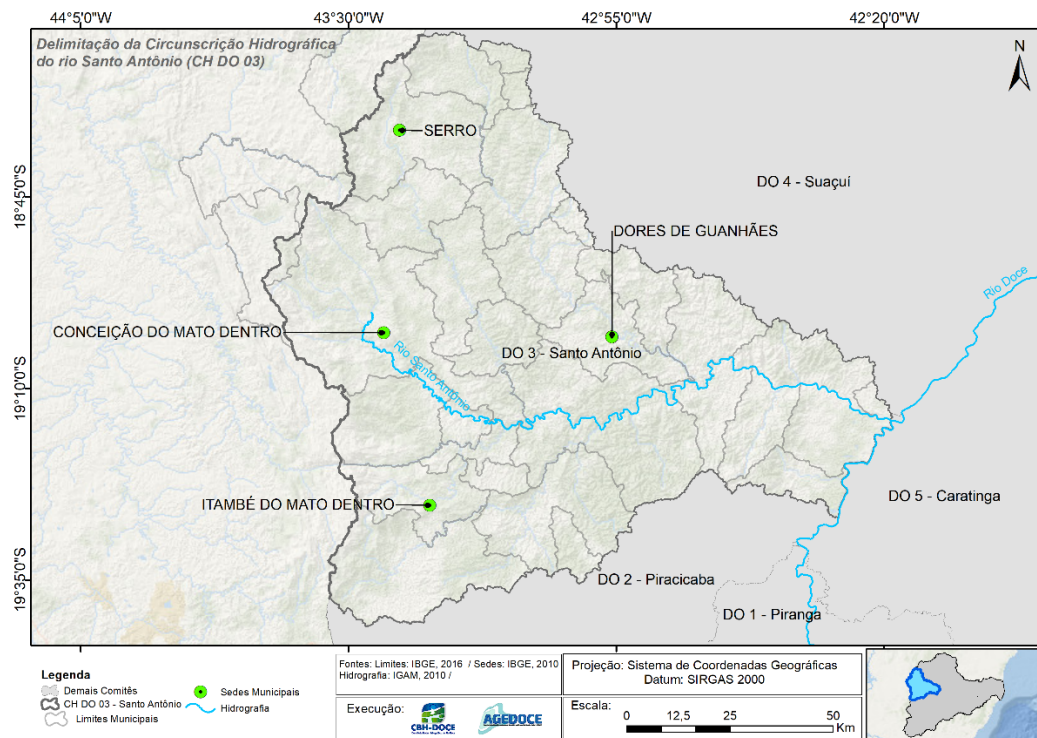 44°5'0"W
43°30'0"W
42°55'0"W
42°20'0"W
Delimitação da Circunscrição Hidrográfica
do rio Santo Antônio (CH DO 03)
N
SERRO
18°45'0"S
DO 4 - Suaçuí
DORES DE GUANHÃES
Rio Doce
CONCEIÇÃO DO MATO DENTRO
DO 3 - Santo Antônio
Rio Santo Antônio
19°10'0"S
ITAMBÉ DO MATO DENTRO
DO 5 - Caratinga
19°35'0"S
DO 2 - Piracicaba
DO 1 - Piranga
Legenda
Demais Comitês
CH DO 03 - Santo Antônio
Limites Municipais
Sedes Municipais
Hidrografia
Fontes: Limites: IBGE, 2016 / Sedes: IBGE, 2010
Hidrografia: IGAM, 2010 /
Execução:
CBH-DOCE
AGEDOCE
Projeção: Sistema de Coordenadas Geográficas
Datum: SIRGAS 2000
Escala:
0 12,5 25 50
Km